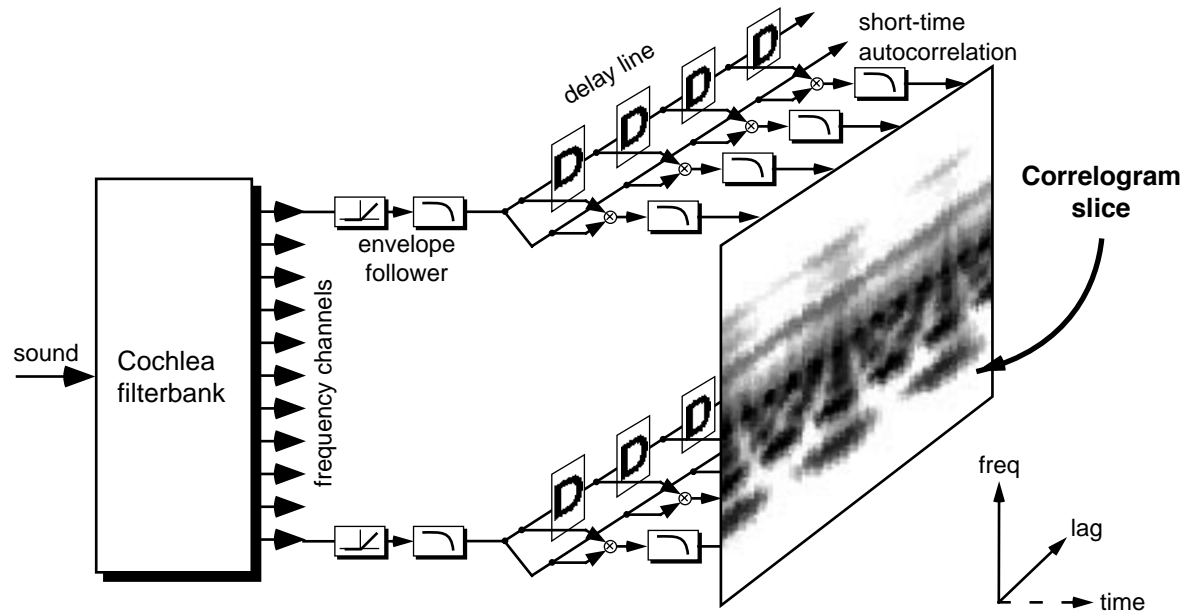 short-time
autocorrelation
delay line
D
D
D
D
Correlogram
slice
envelope
follower
frequency channels
sound
Cochlea
filterbank
D
D
D
freq
lag
time